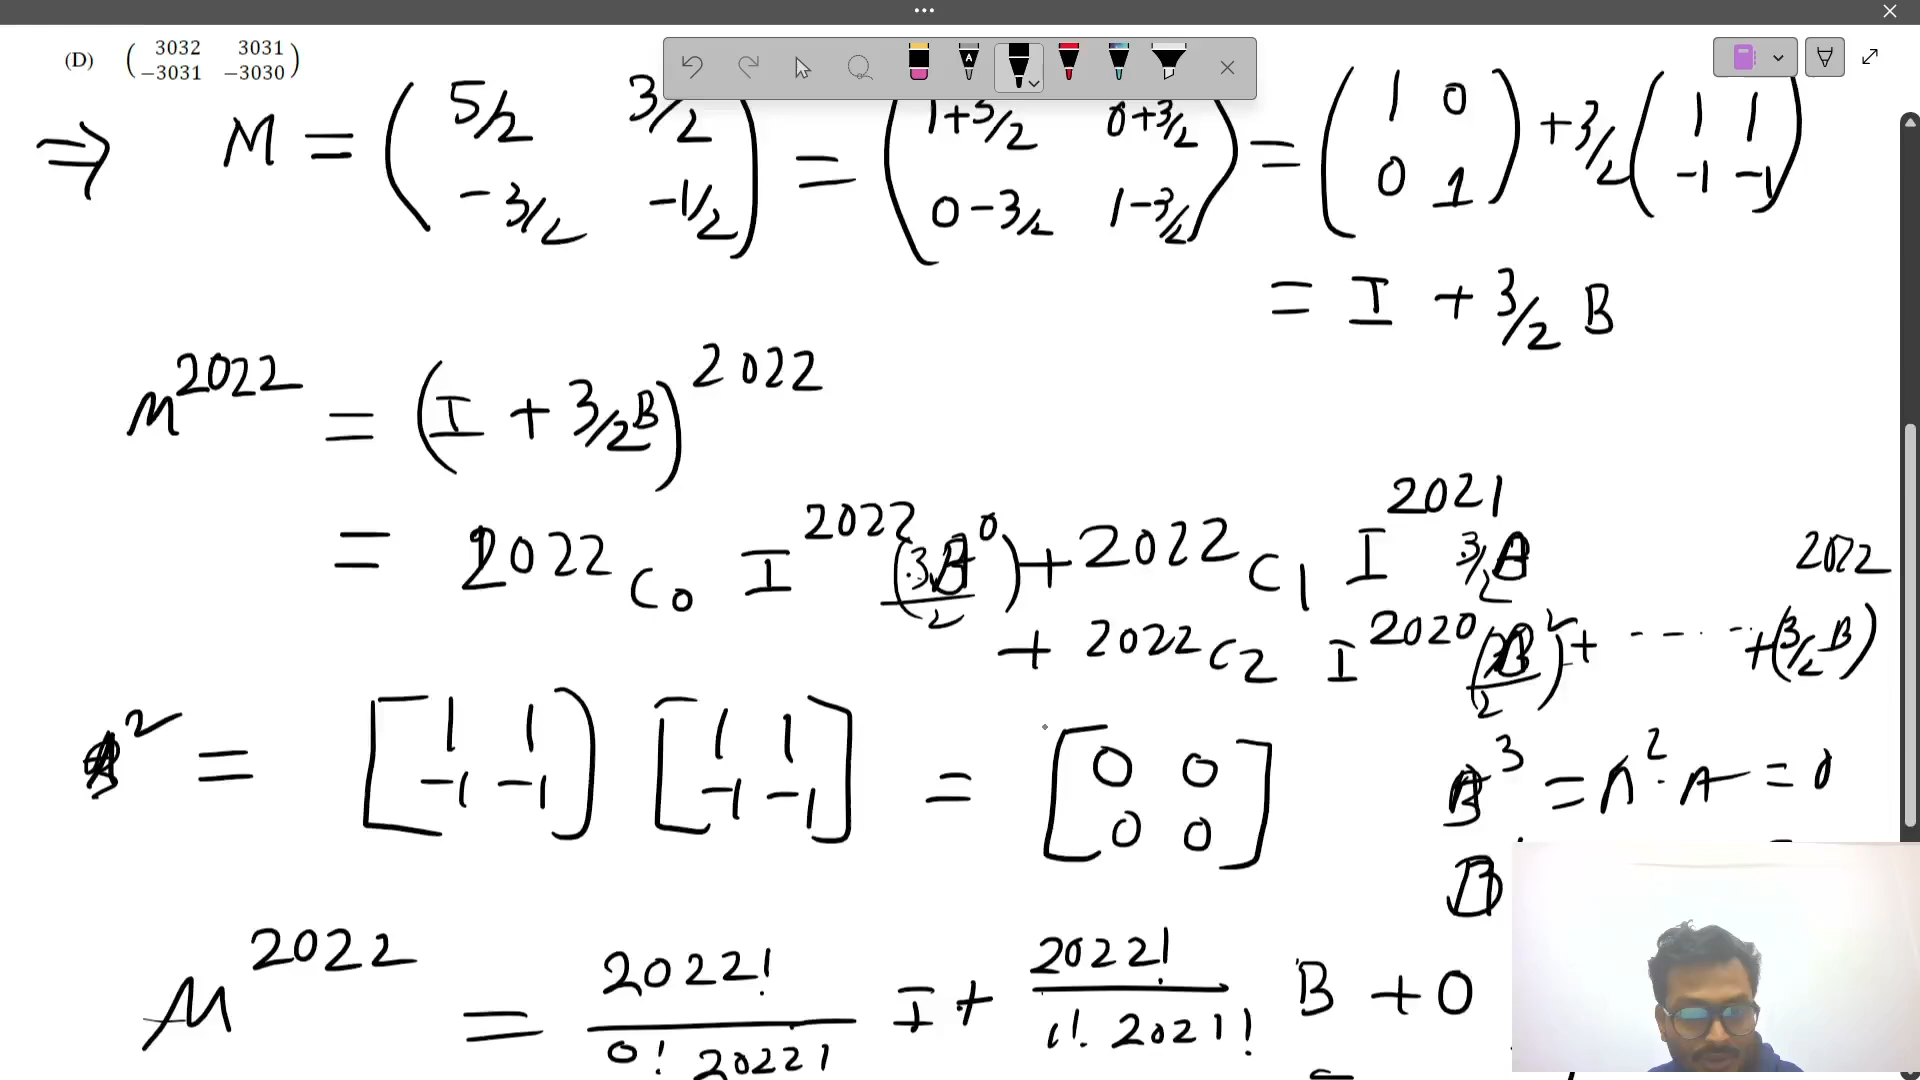 (D) ( 3032 3031
−3031 −3030 )
⇒ M = ( 5/2 3/2 = ( 1+3/2 0+3/2 = ( 1 0 + 3/2 ( 1 1
-3/2 -1/2 ) 0-3/2 1-3/2 ) 0 1 ) -1 -1 )
= I + 3/2 B
M^2022 = (I + 3/2 B)^2022
= 2022C0 I^2022 (3B/2)^0 + 2022C1 I^2021 3/2 B
+ 2022C2 I^2020 (3B/2)^2 + ----- + (3/2 B)^2022
B^2 = [ 1 1 [ 1 1 = [ 0 0
-1 -1 ] -1 -1 ] 0 0 ]
B^3 = A^2 . A = 0
B
M^2022 = 2022! / 0! 2022! I + 2022! / 1! 2021! B + 0